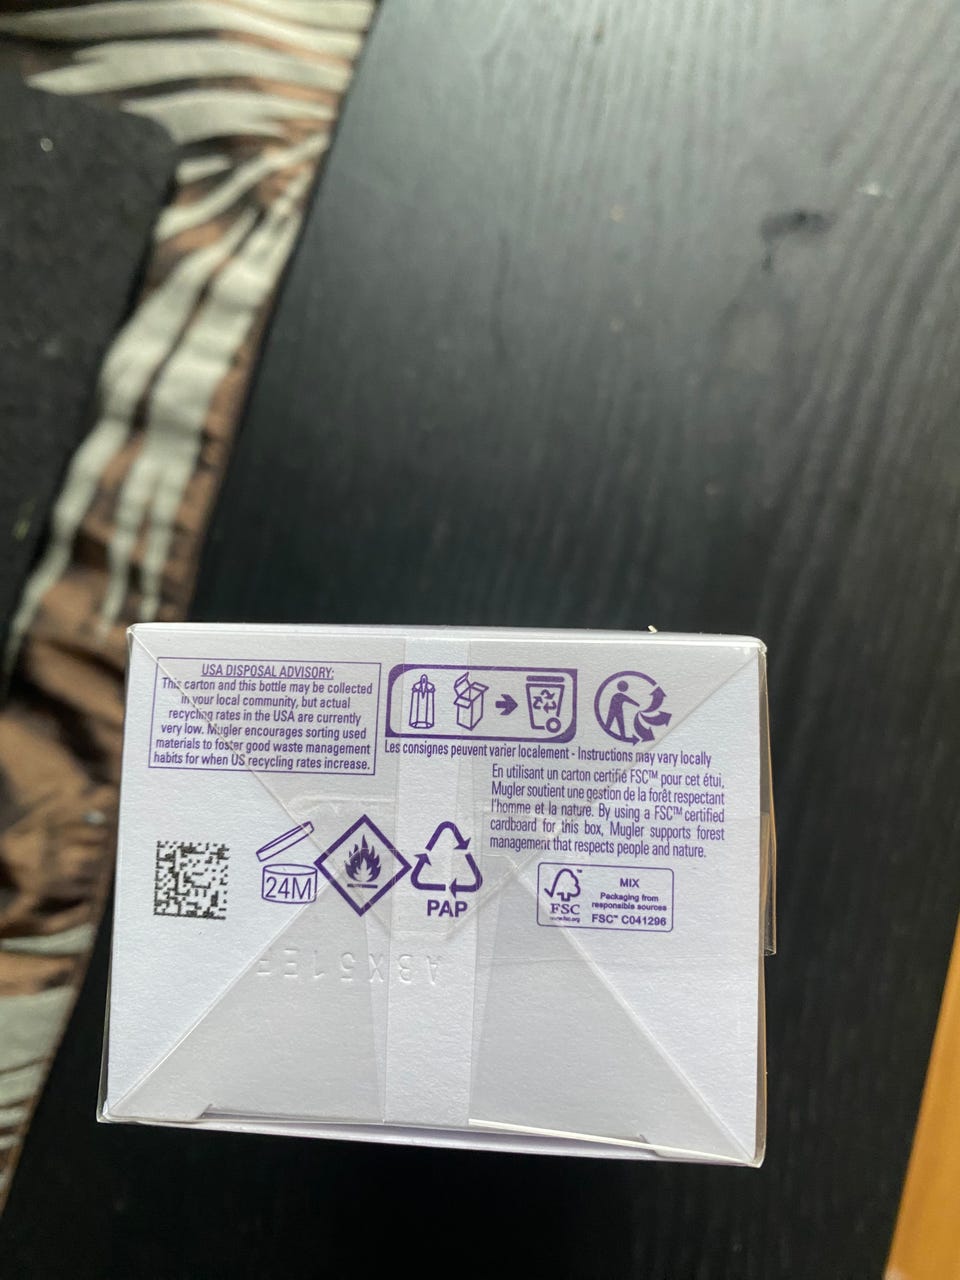 USA DISPOSAL ADVISORY:
This carton and this bottle may be collected
in your local community, but actual
recycling rates in the USA are currently
very low. Mugler encourages sorting used
materials to foster good waste management
habits for when US recycling rates increase.
Les consignes peuvent varier localement - Instructions may vary locally
En utilisant un carton certifié FSC™ pour cet étui,
Mugler soutient une gestion de la forêt respectant
l'homme et la nature. By using a FSC™ certified
cardboard for this box, Mugler supports forest
management that respects people and nature.
24M
PAP
FSC
www.fsc.org
MIX
Packaging from
responsible sources
FSC™ C041296